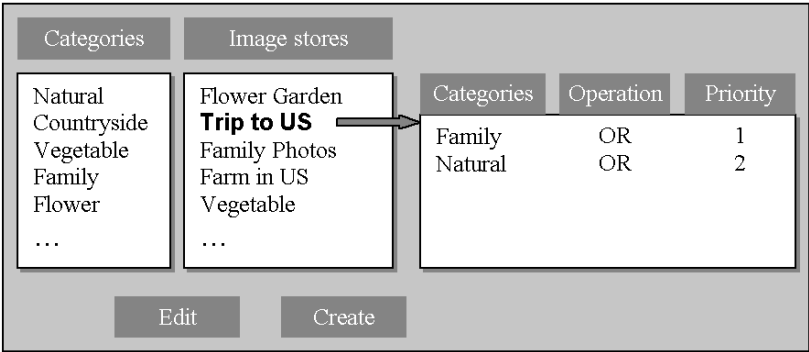 Categories
Image stores
Natural
Countryside
Vegetable
Family
Flower
...
Flower Garden
Trip to US
Family Photos
Farm in US
Vegetable
...
Categories Operation Priority
Family OR 1
Natural OR 2
Edit
Create